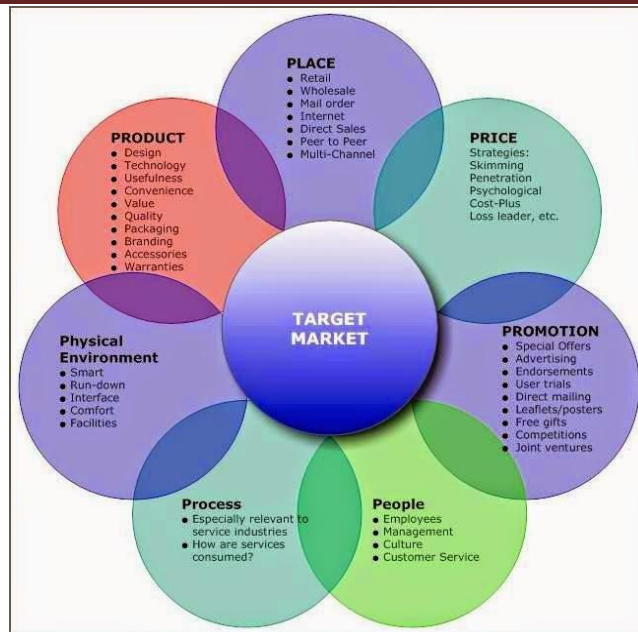 PLACE
● Retail
● Wholesale
● Mail order
● Internet
● Direct Sales
● Peer to Peer
● Multi-Channel
PRODUCT
● Design
● Technology
● Usefulness
● Convenience
● Value
● Quality
● Packaging
● Branding
● Accessories
● Warranties
PRICE
Strategies:
Skimming
Penetration
Psychological
Cost-Plus
Loss leader, etc.
TARGET
MARKET
Physical
Environment
● Smart
● Run-down
● Interface
● Comfort
● Facilities
PROMOTION
● Special Offers
● Advertising
● Endorsements
● User trials
● Direct mailing
● Leaflets/posters
● Free gifts
● Competitions
● Joint ventures
Process
● Especially relevant to
service industries
● How are services
consumed?
People
● Employees
● Management
● Culture
● Customer Service